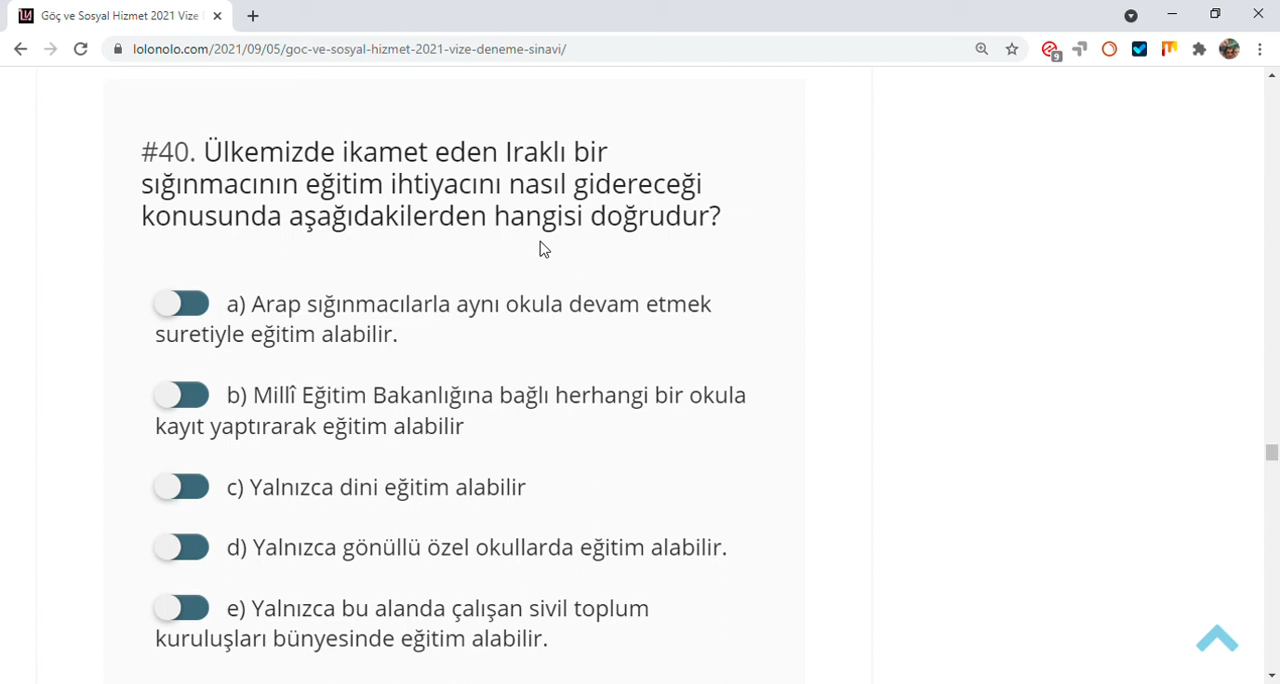 Göç ve Sosyal Hizmet 2021 Vize
lolonolo.com/2021/09/05/goc-ve-sosyal-hizmet-2021-vize-deneme-sinavi/
9
#40. Ülkemizde ikamet eden Iraklı bir
sığınmacının eğitim ihtiyacını nasıl gidereceği
konusunda aşağıdakilerden hangisi doğrudur?
a) Arap sığınmacılarla aynı okula devam etmek
suretiyle eğitim alabilir.
b) Millî Eğitim Bakanlığına bağlı herhangi bir okula
kayıt yaptırarak eğitim alabilir
c) Yalnızca dini eğitim alabilir
d) Yalnızca gönüllü özel okullarda eğitim alabilir.
e) Yalnızca bu alanda çalışan sivil toplum
kuruluşları bünyesinde eğitim alabilir.